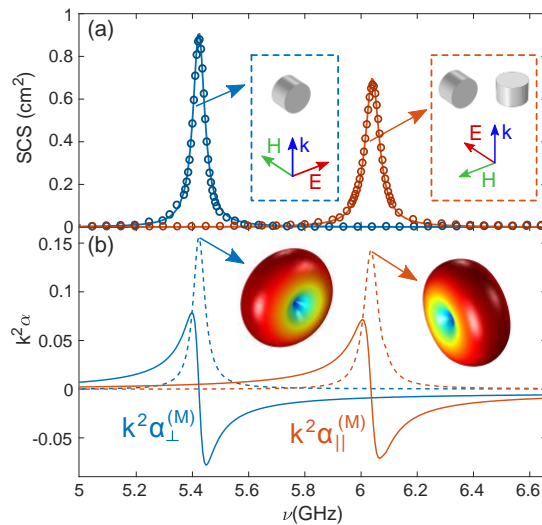 (a)
SCS (cm²)
1
0.8
0.6
0.4
0.2
0
H k E
E k H
(b)
k²α
0.15
0.10
0.05
0
-0.05
k²α⊥^(M)
k²α||^(M)
5 5.2 5.4 5.6 5.8 6 6.2 6.4 6.6
ν(GHz)